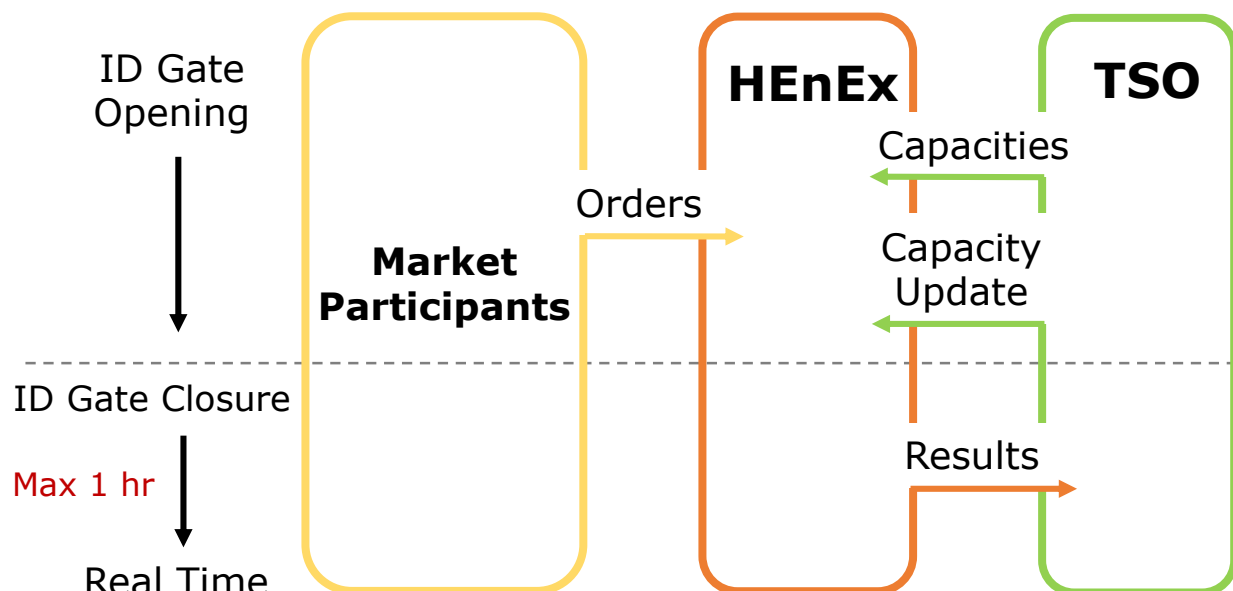 ID Gate
Opening
ID Gate Closure
Max 1 hr
Real Time
Market
Participants
Orders
HEnEx
TSO
Capacities
Capacity
Update
Results